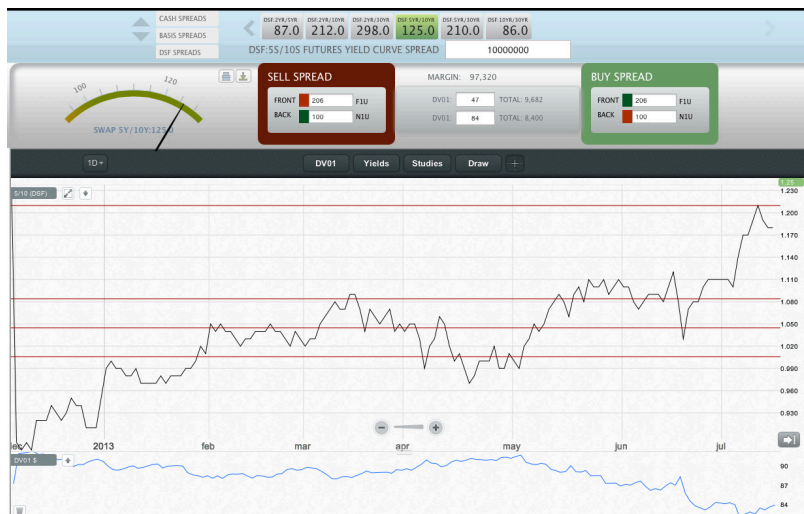 CASH SPREADS
BASIS SPREADS
DSF SPREADS
DSF:2YR/5YR DSF:2YR/10YR DSF:2YR/30YR DSF:5YR/10YR DSF:5YR/30YR DSF:10YR/30YR
87.0 212.0 298.0 125.0 210.0 86.0
DSF:5S/10S FUTURES YIELD CURVE SPREAD 10000000
100 120
SWAP 5Y/10Y:125.0
SELL SPREAD
FRONT 206 F1U
BACK 100 N1U
MARGIN: 97,320
DV01: 47 TOTAL: 9,682
DV01: 84 TOTAL: 8,400
BUY SPREAD
FRONT 206 F1U
BACK 100 N1U
1D
DV01 Yields Studies Draw +
5/10 (DSF)
1.25
1.230
1.200
1.170
1.140
1.110
1.080
1.050
1.020
0.990
0.960
0.930
2013 feb mar apr may jun jul
DV01 $
90
87
84